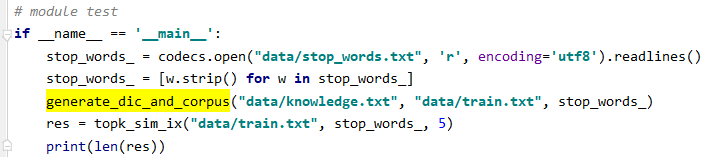 # module test
if __name__ == '__main__':
    stop_words_ = codecs.open("data/stop_words.txt", 'r', encoding='utf8').readlines()
    stop_words_ = [w.strip() for w in stop_words_]
    generate_dic_and_corpus("data/knowledge.txt", "data/train.txt", stop_words_)
    res = topk_sim_ix("data/train.txt", stop_words_, 5)
    print(len(res))